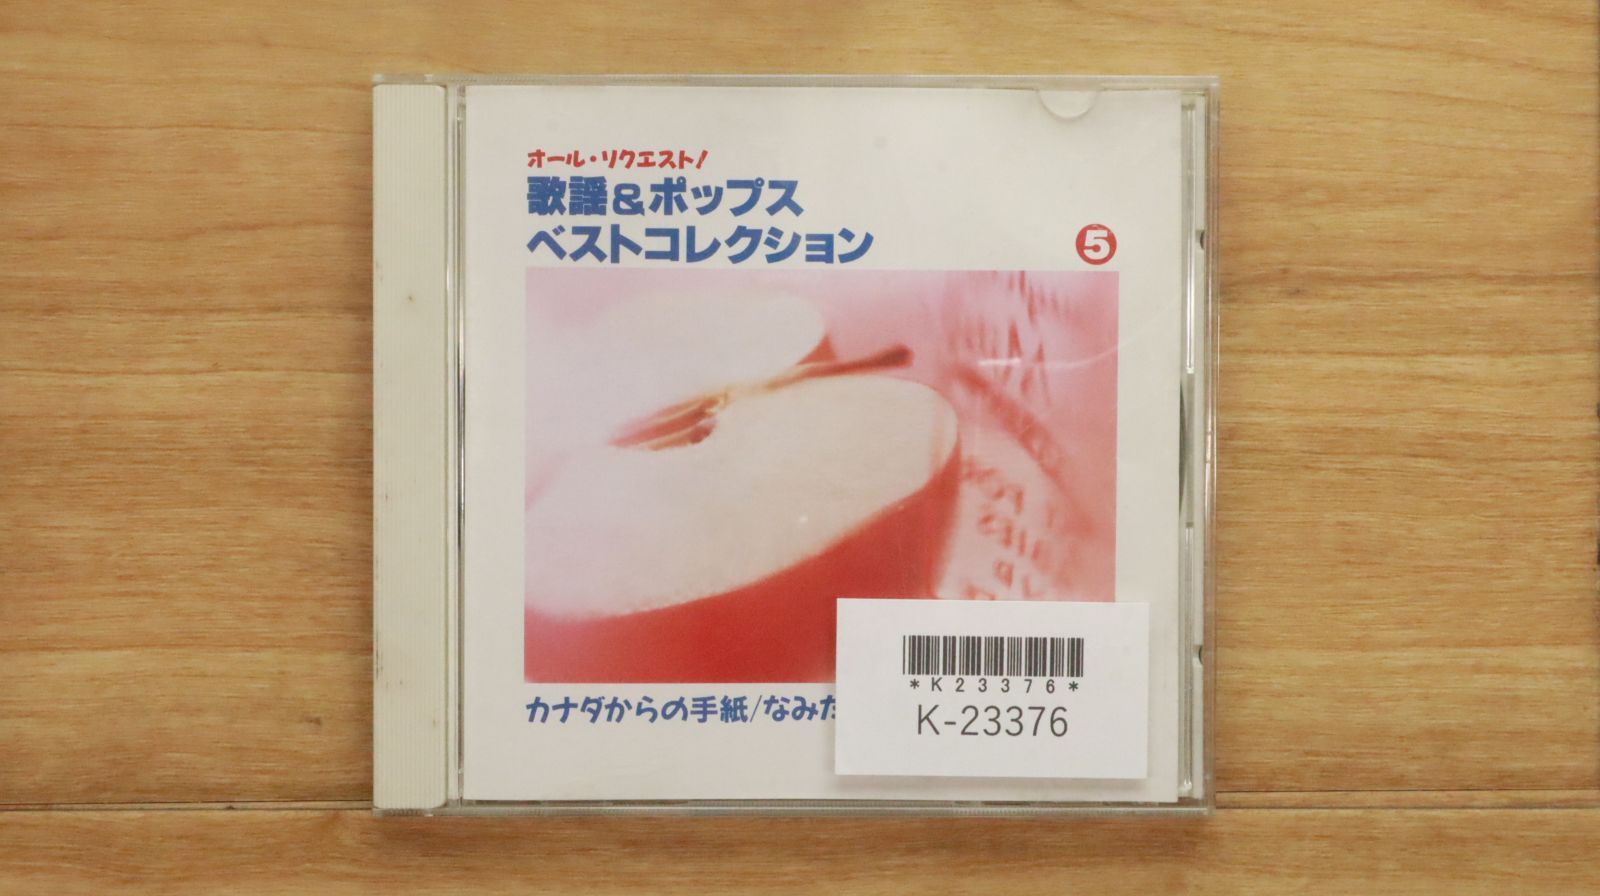 オール・リクエスト!
歌謡&ポップス
ベストコレクション
5
カナダからの手紙/なみだ
*K23376*
K-23376